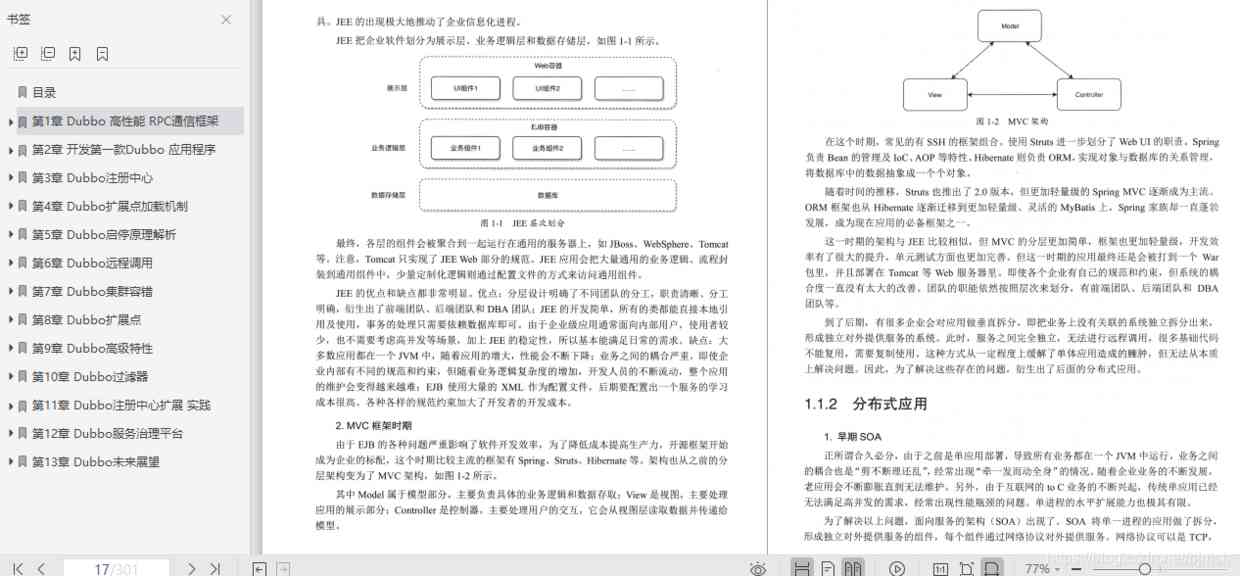 书签
目录
第1章 Dubbo 高性能 RPC通信框架
第2章 开发第一款Dubbo 应用程序
第3章 Dubbo注册中心
第4章 Dubbo扩展点加载机制
第5章 Dubbo启停原理解析
第6章 Dubbo远程调用
第7章 Dubbo集群容错
第8章 Dubbo扩展点
第9章 Dubbo高级特性
第10章 Dubbo过滤器
第11章 Dubbo注册中心扩展 实践
第12章 Dubbo服务治理平台
第13章 Dubbo未来展望
具。JEE 的出现极大地推动了企业信息化进程。
JEE 把企业软件划分为展示层、业务逻辑层和数据存储层，如图 1-1 所示。
Web容器
展示层
UI组件1
UI组件2
......
EJB容器
业务逻辑层
业务组件1
业务组件2
......
数据存储层
数据库
图 1-1 JEE 层次划分
最终，各层的组件会被聚合到一起运行在通用的服务器上，如 JBoss、WebSphere、Tomcat
等。注意，Tomcat 只实现了 JEE Web 部分的规范。JEE 应用会把大量通用的业务逻辑、流程封
装到通用组件中，少量定制化逻辑则通过配置文件的方式来访问通用组件。
JEE 的优点和缺点都非常明显。优点：分层设计明确了不同团队的分工，职责清晰、分工
明确，衍生出了前端团队、后端团队和 DBA 团队；JEE 的开发简单，所有的类都能直接本地引
用及使用，事务的处理只需要依赖数据库即可。由于企业级应用通常面向内部用户，使用者较
少，也不需要考虑高并发等场景，加上 JEE 的稳定性，所以基本能满足日常的需求。缺点：大
多数应用都在一个 JVM 中，随着应用的增大，性能会不断下降；业务之间的耦合严重，即使企
业内部有不同的规范和约束，但随着业务逻辑复杂度的增加，开发人员的不断流动，整个应用
的维护会变得越来越难；EJB 使用大量的 XML 作为配置文件，后期要配置出一个服务的学习
成本很高。各种各样的规范约束加大了开发者的开发成本。
2. MVC 框架时期
由于 EJB 的各种问题严重影响了软件开发效率，为了降低成本提高生产力，开源框架开始
成为企业的标配，这个时期比较主流的框架有 Spring、Struts、Hibernate 等。架构也从之前的分
层架构变为了 MVC 架构，如图 1-2 所示。
其中 Model 属于模型部分，主要负责具体的业务逻辑和数据存取；View 是视图，主要处理
应用的展示部分；Controller 是控制器，主要处理用户的交互，它会从视图层读取数据并传递给
模型。
Model
View
Controller
图 1-2 MVC 架构
在这个时期，常见的有 SSH 的框架组合。使用 Struts 进一步划分了 Web UI 的职责，Spring
负责 Bean 的管理及 IoC、AOP 等特性，Hibernate 则负责 ORM，实现对象与数据库的关系管理，
将数据库中的数据抽象成一个个对象。
随着时间的推移，Struts 也推出了 2.0 版本，但更加轻量级的 Spring MVC 逐渐成为主流。
ORM 框架也从 Hibernate 逐渐迁移到更加轻量级、灵活的 MyBatis 上，Spring 家族却一直蓬勃
发展，成为现在应用的必备框架之一。
这一时期的架构与 JEE 比较相似，但 MVC 的分层更加简单，框架也更加轻量级，开发效
率有了很大的提升，单元测试方面也更加完善。但这一时期的应用最终还是会被打到一个 War
包里，并且部署在 Tomcat 等 Web 服务器里。即使各个企业有自己的规范和约束，但系统的耦
合度一直没有太大的改善。团队的职能依然按照层次来划分，有前端团队、后端团队和 DBA
团队等。
到了后期，有很多企业会对应用做垂直拆分，即把业务上没有关联的系统独立拆分出来，
形成独立对外提供服务的系统。此时，服务之间完全独立，无法进行远程调用，很多基础代码
不能复用，需要复制使用。这种方式从一定程度上缓解了单体应用造成的臃肿，但无法从本质
上解决问题。因此，为了解决这些存在的问题，衍生出了后面的分布式应用。
1.1.2 分布式应用
1. 早期 SOA
正所谓合久必分，由于之前是单应用部署，导致所有业务都在一个 JVM 中运行，业务之间
的耦合也是“剪不断理还乱”，经常出现“牵一发而动全身”的情况。随着企业业务的不断发展，
老应用会不断膨胀直到无法维护。另外，由于互联网的 to C 业务的不断兴起，传统单应用已经
无法满足高并发的需求，经常出现性能瓶颈的问题。单进程的水平扩展能力也极其有限。
为了解决以上问题，面向服务的架构（SOA）出现了。SOA 将单一进程的应用做了拆分，
形成独立对外提供服务的组件，每个组件通过网络协议对外提供服务。网络协议可以是 TCP，
17/301
1:1
77%